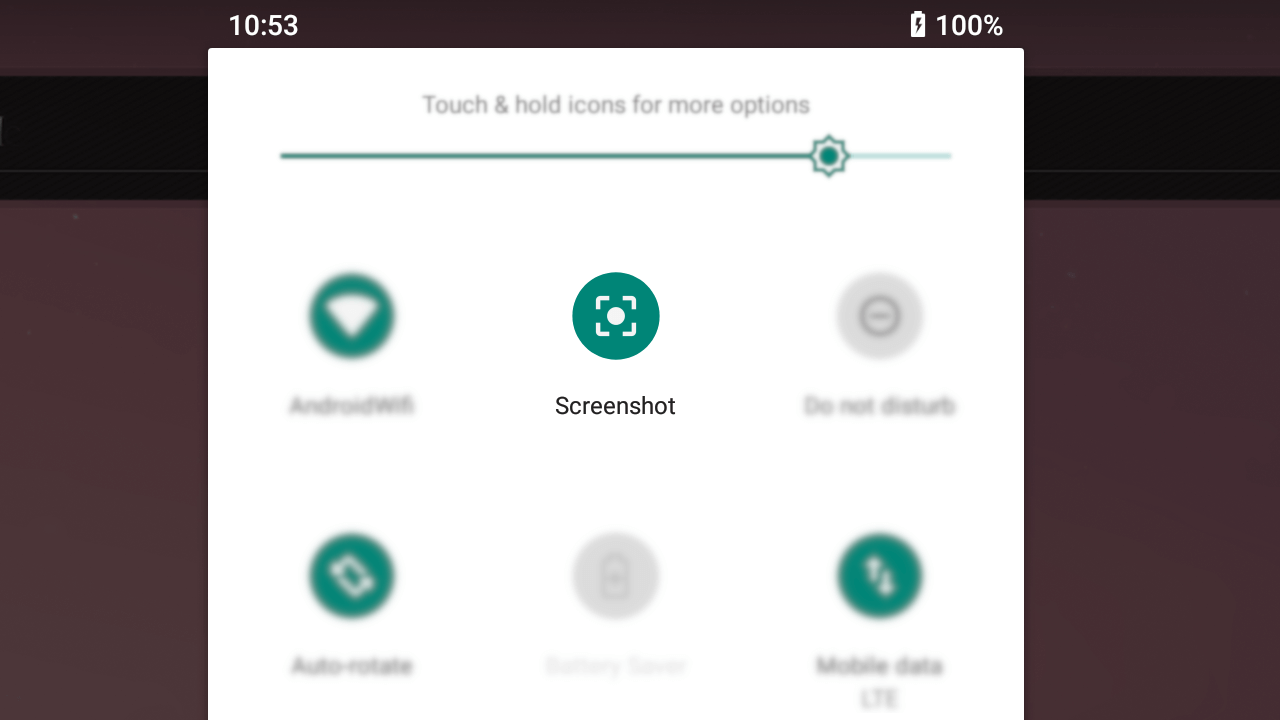 10:53
100%
Touch & hold icons for more options
AndroidWifi
Screenshot
Do not disturb
Auto-rotate
Battery Saver
Mobile data
LTE